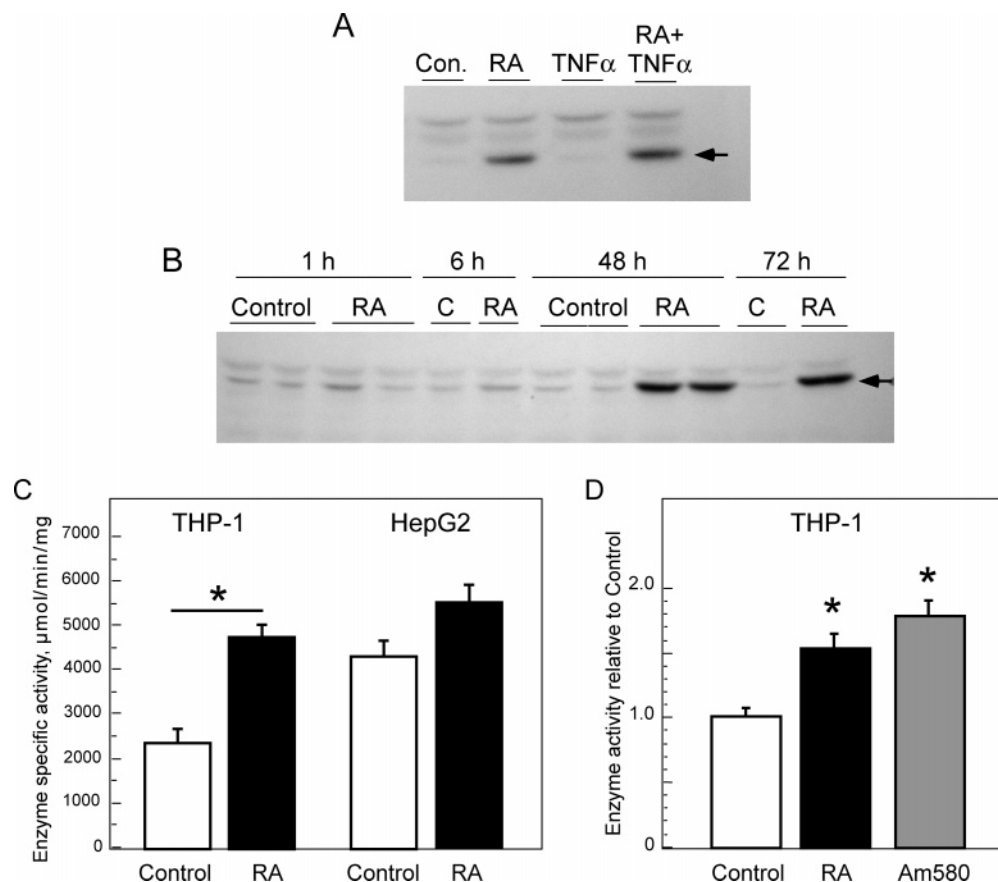 A
Con. RA TNFα RA+ TNFα
B
1 h 6 h 48 h 72 h
Control RA C RA Control RA C RA
C
Enzyme specific activity, µmol/min/mg
THP-1 HepG2
7000
6000
5000
4000
3000
2000
1000
0
*
Control RA Control RA
D
Enzyme activity relative to Control
THP-1
2.0
1.0
0
* *
Control RA Am580